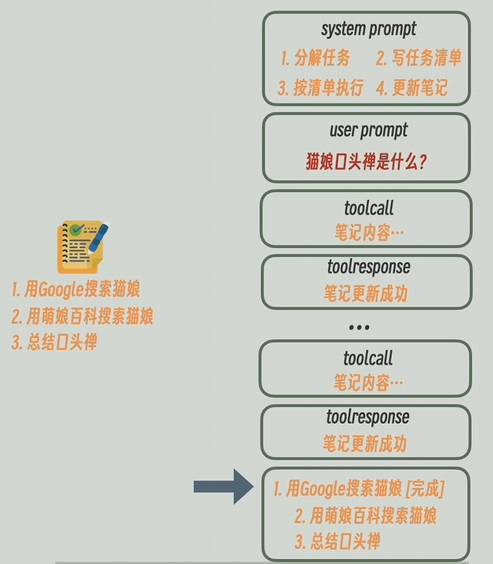 system prompt
1. 分解任务 2. 写任务清单
3. 按清单执行 4. 更新笔记
user prompt
猫娘口头禅是什么?
toolcall
笔记内容…
toolresponse
笔记更新成功
...
toolcall
笔记内容…
toolresponse
笔记更新成功
1. 用Google搜索猫娘 [完成]
2. 用萌娘百科搜索猫娘
3. 总结口头禅
1. 用Google搜索猫娘
2. 用萌娘百科搜索猫娘
3. 总结口头禅